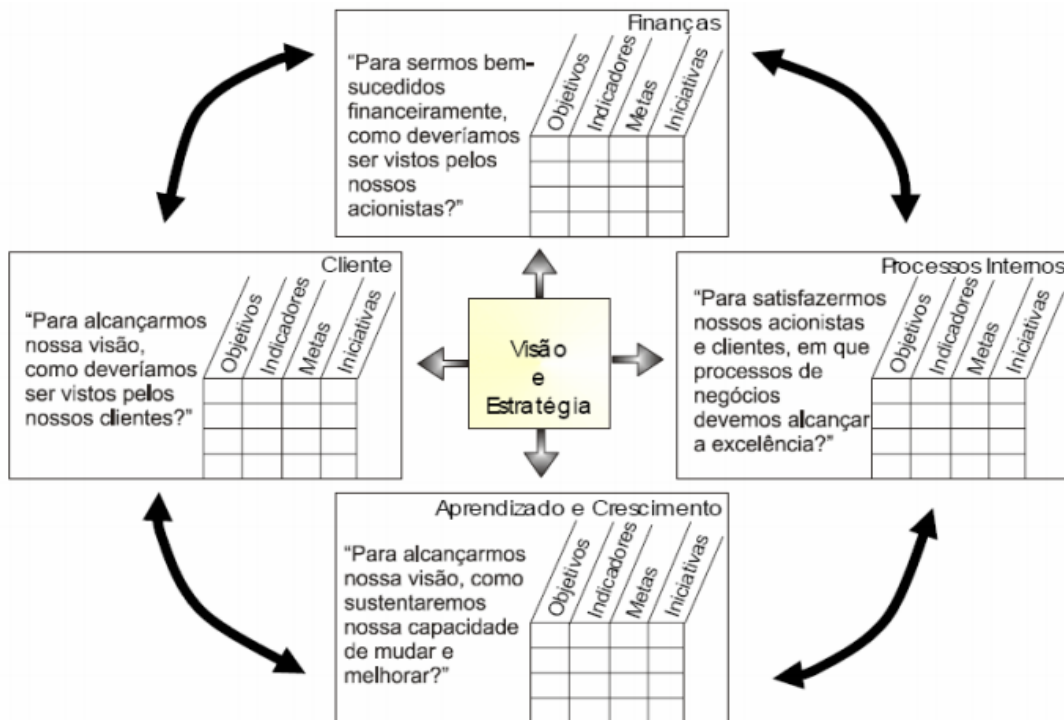 Finanças
“Para sermos bem-
sucedidos
financeiramente,
como deveríamos
ser vistos pelos
nossos
acionistas?”
Objetivos
Indicadores
Metas
Iniciativas
Cliente
“Para alcançarmos
nossa visão,
como deveríamos
ser vistos pelos
nossos clientes?”
Objetivos
Indicadores
Metas
Iniciativas
Visão
e
Estratégia
Processos Internos
“Para satisfazermos
nossos acionistas
e clientes, em que
processos de
negócios
devemos alcançar
a excelência?”
Objetivos
Indicadores
Metas
Iniciativas
Aprendizado e Crescimento
“Para alcançarmos
nossa visão, como
sustentaremos
nossa capacidade
de mudar e
melhorar?”
Objetivos
Indicadores
Metas
Iniciativas